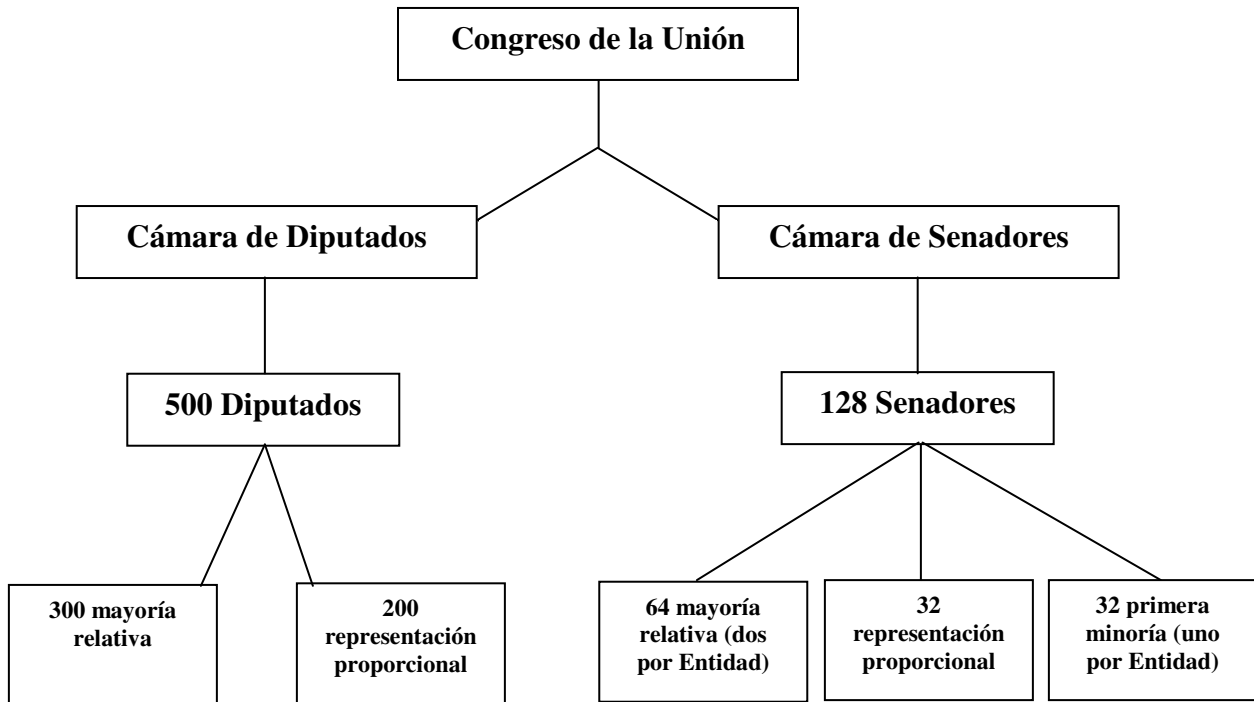 Congreso de la Unión
Cámara de Diputados
Cámara de Senadores
500 Diputados
128 Senadores
300 mayoría
relativa
200
representación
proporcional
64 mayoría
relativa (dos
por Entidad)
32
representación
proporcional
32 primera
minoría (uno
por Entidad)